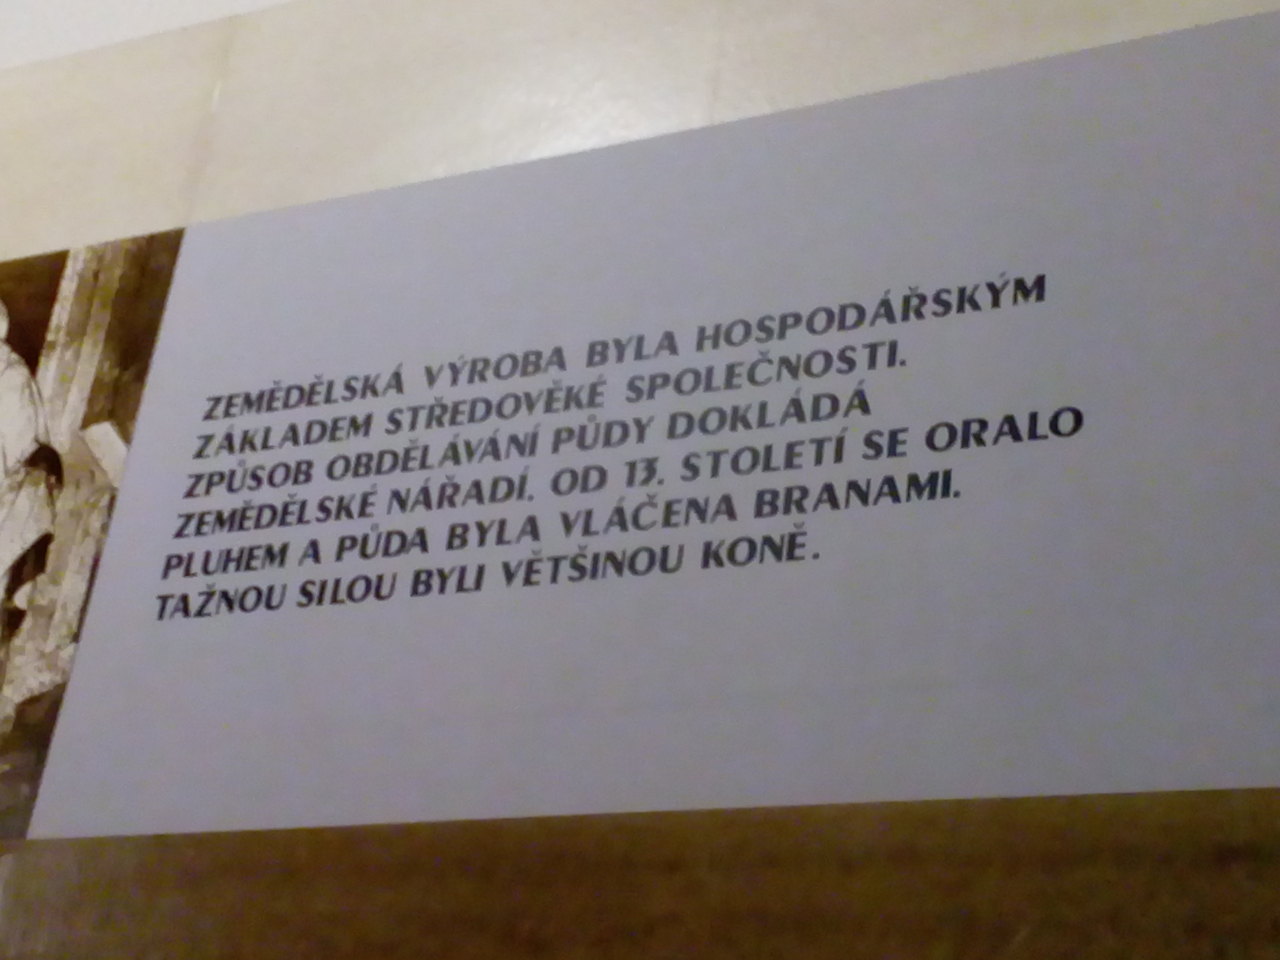 ZEMĚDĚLSKÁ VÝROBA BYLA HOSPODÁŘSKÝM
ZÁKLADEM STŘEDOVĚKÉ SPOLEČNOSTI.
ZPŮSOB OBDĚLÁVÁNÍ PŮDY DOKLÁDÁ
ZEMĚDĚLSKÉ NÁŘADÍ. OD 13. STOLETÍ SE ORALO
PLUHEM A PŮDA BYLA VLÁČENA BRANAMI.
TAŽNOU SILOU BYLI VĚTŠINOU KONĚ.